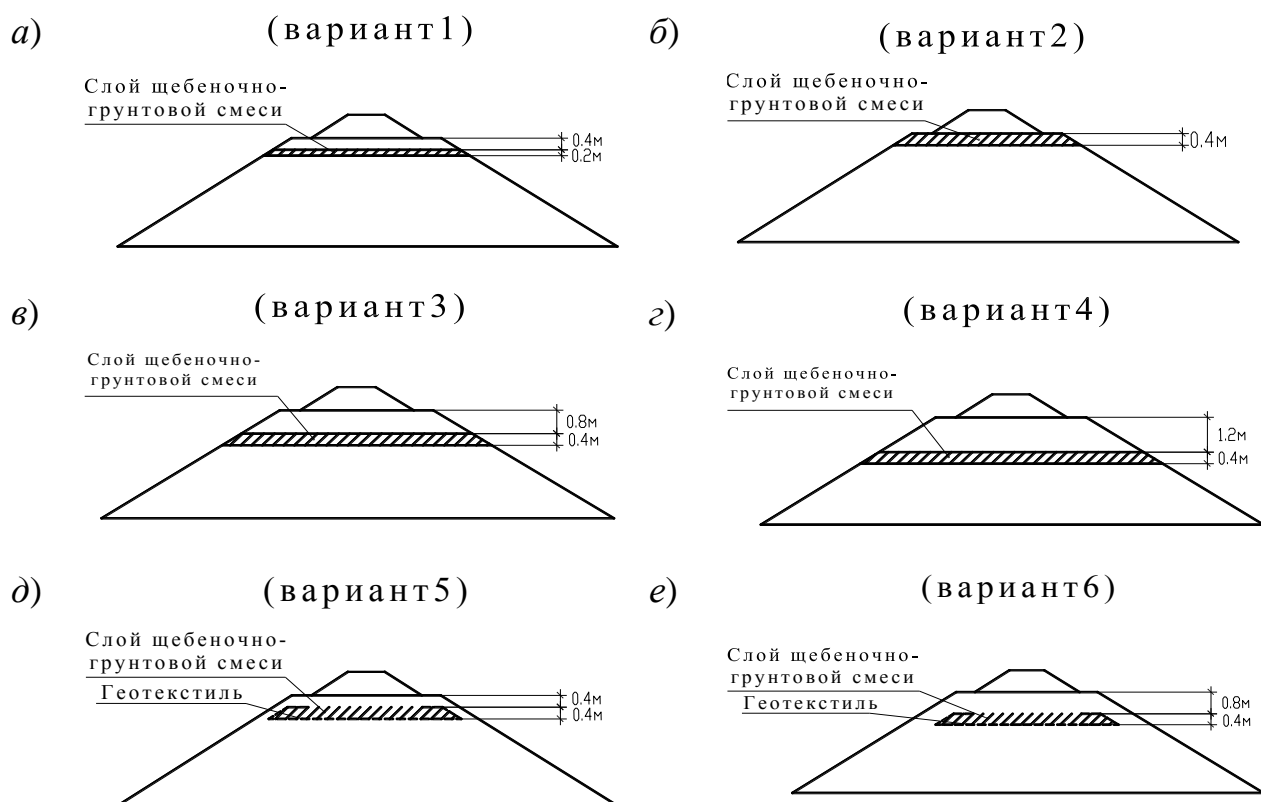 а)
(вариант1)
Слой щебеночно-
грунтовой смеси
0.4м
0.2м
б)
(вариант2)
Слой щебеночно-
грунтовой смеси
0.4м
в)
(вариант3)
Слой щебеночно-
грунтовой смеси
0.8м
0.4м
г)
(вариант4)
Слой щебеночно-
грунтовой смеси
1.2м
0.4м
д)
(вариант5)
Слой щебеночно-
грунтовой смеси
Геотекстиль
0.4м
0.4м
е)
(вариант6)
Слой щебеночно-
грунтовой смеси
Геотекстиль
0.8м
0.4м